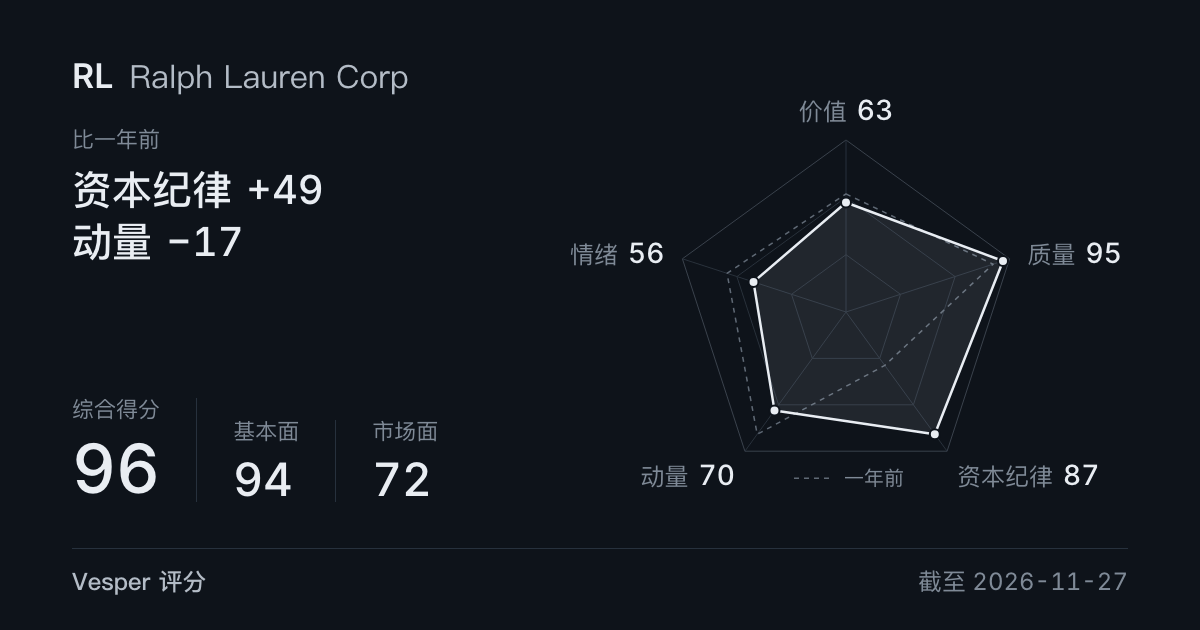 RL Ralph Lauren Corp
比一年前
资本纪律 +49
动量 −17
综合得分
96
基本面
94
市场面
72
价值 63
情绪 56
质量 95
动量 70
一年前
资本纪律 87
Vesper 评分
截至 2026-11-27